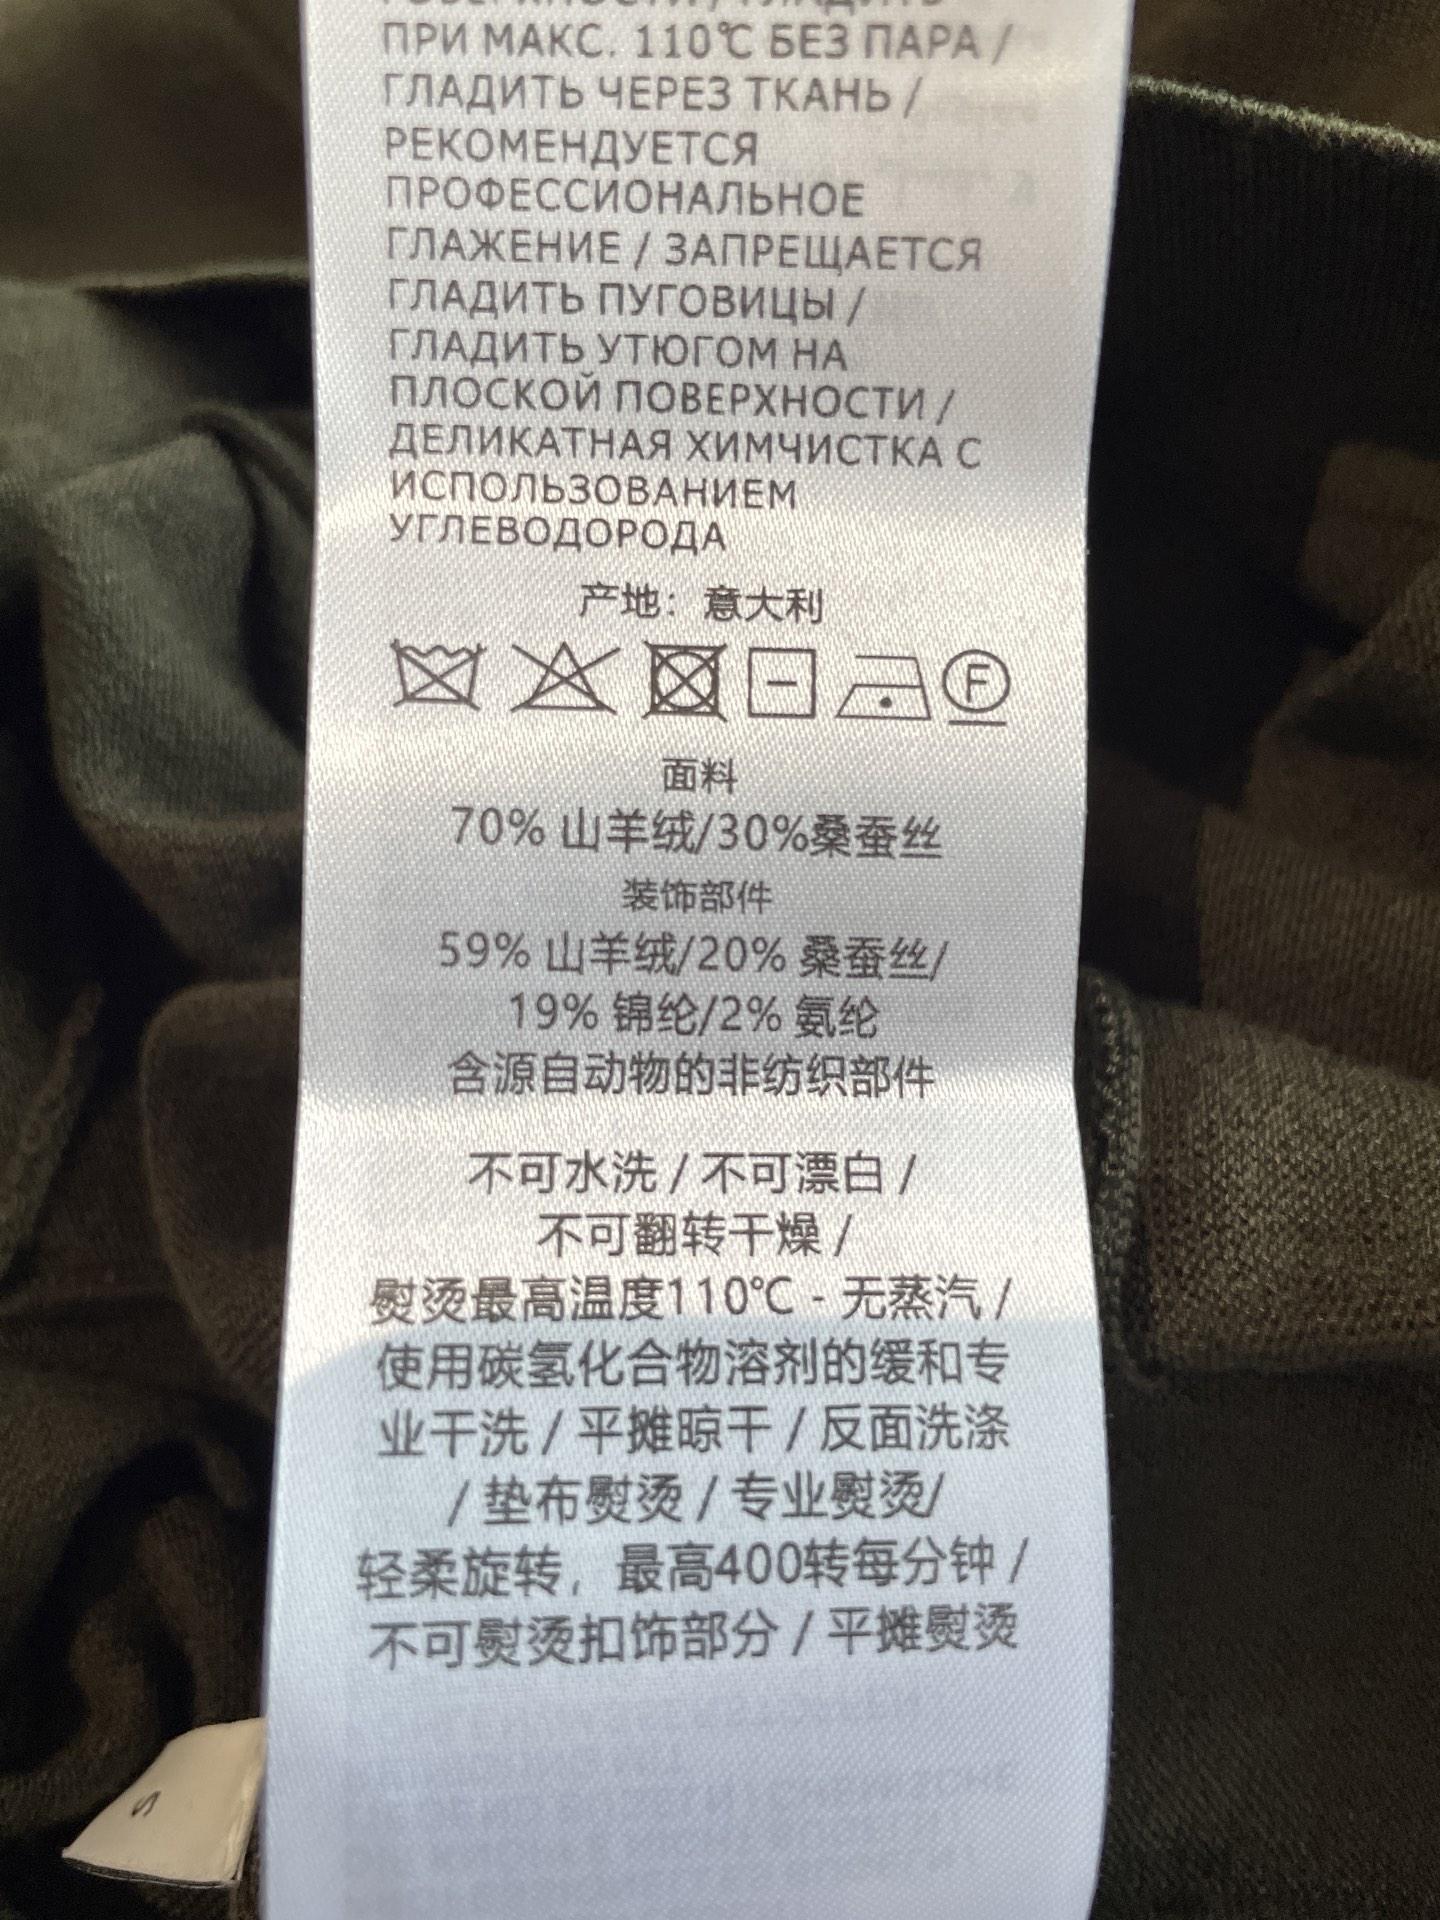 ПОВЕРХНОСТИ / ГЛАДИТЬ
ПРИ МАКС. 110°C БЕЗ ПАРА /
ГЛАДИТЬ ЧЕРЕЗ ТКАНЬ /
РЕКОМЕНДУЕТСЯ
ПРОФЕССИОНАЛЬНОЕ
ГЛАЖЕНИЕ / ЗАПРЕЩАЕТСЯ
ГЛАДИТЬ ПУГОВИЦЫ /
ГЛАДИТЬ УТЮГОМ НА
ПЛОСКОЙ ПОВЕРХНОСТИ /
ДЕЛИКАТНАЯ ХИМЧИСТКА С
ИСПОЛЬЗОВАНИЕМ
УГЛЕВОДОРОДА
产地：意大利
F
面料
70% 山羊绒/30%桑蚕丝
装饰部件
59% 山羊绒/20% 桑蚕丝/
19% 锦纶/2% 氨纶
含源自动物的非纺织部件
不可水洗 / 不可漂白 /
不可翻转干燥 /
熨烫最高温度110°C - 无蒸汽 /
使用碳氢化合物溶剂的缓和专
业干洗 / 平摊晾干 / 反面洗涤
/ 垫布熨烫 / 专业熨烫/
轻柔旋转，最高400转每分钟 /
不可熨烫扣饰部分 / 平摊熨烫
S